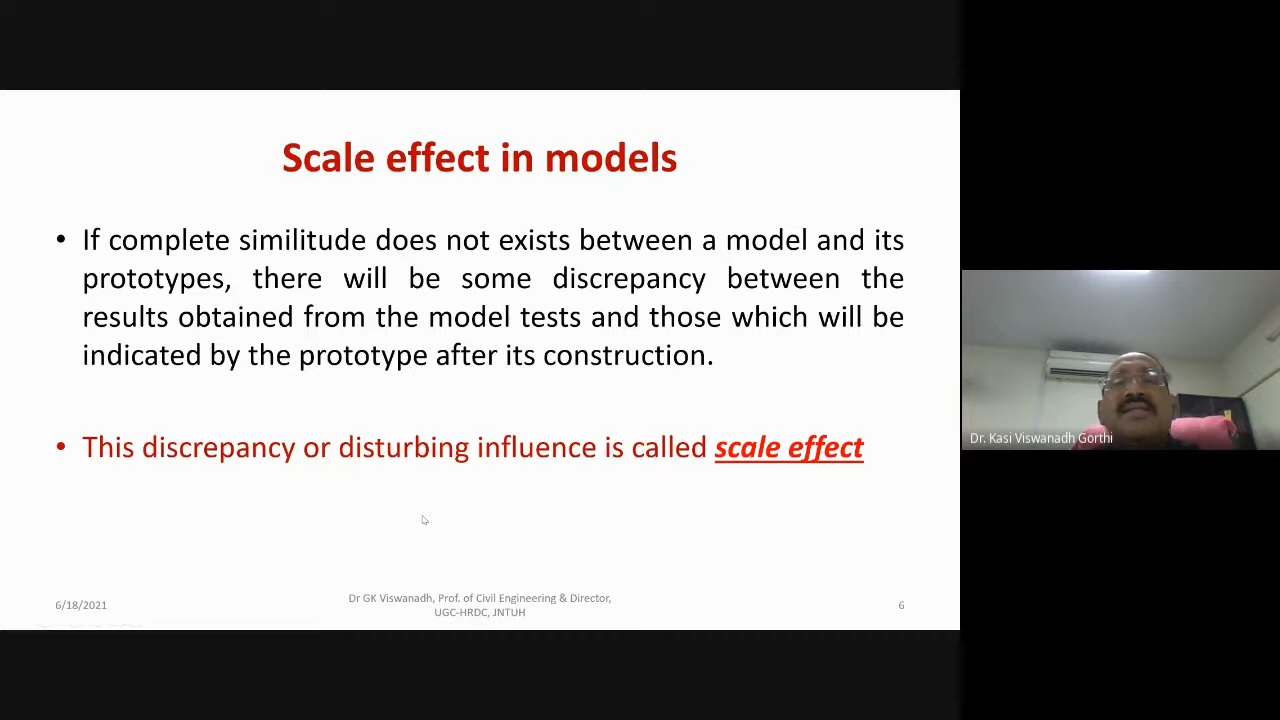 Scale effect in models
• If complete similitude does not exists between a model and its
prototypes, there will be some discrepancy between the
results obtained from the model tests and those which will be
indicated by the prototype after its construction.
• This discrepancy or disturbing influence is called scale effect
6/18/2021
Dr GK Viswanadh, Prof. of Civil Engineering & Director,
UGC-HRDC, JNTUH
6
Dr. Kasi Viswanadh Gorthi